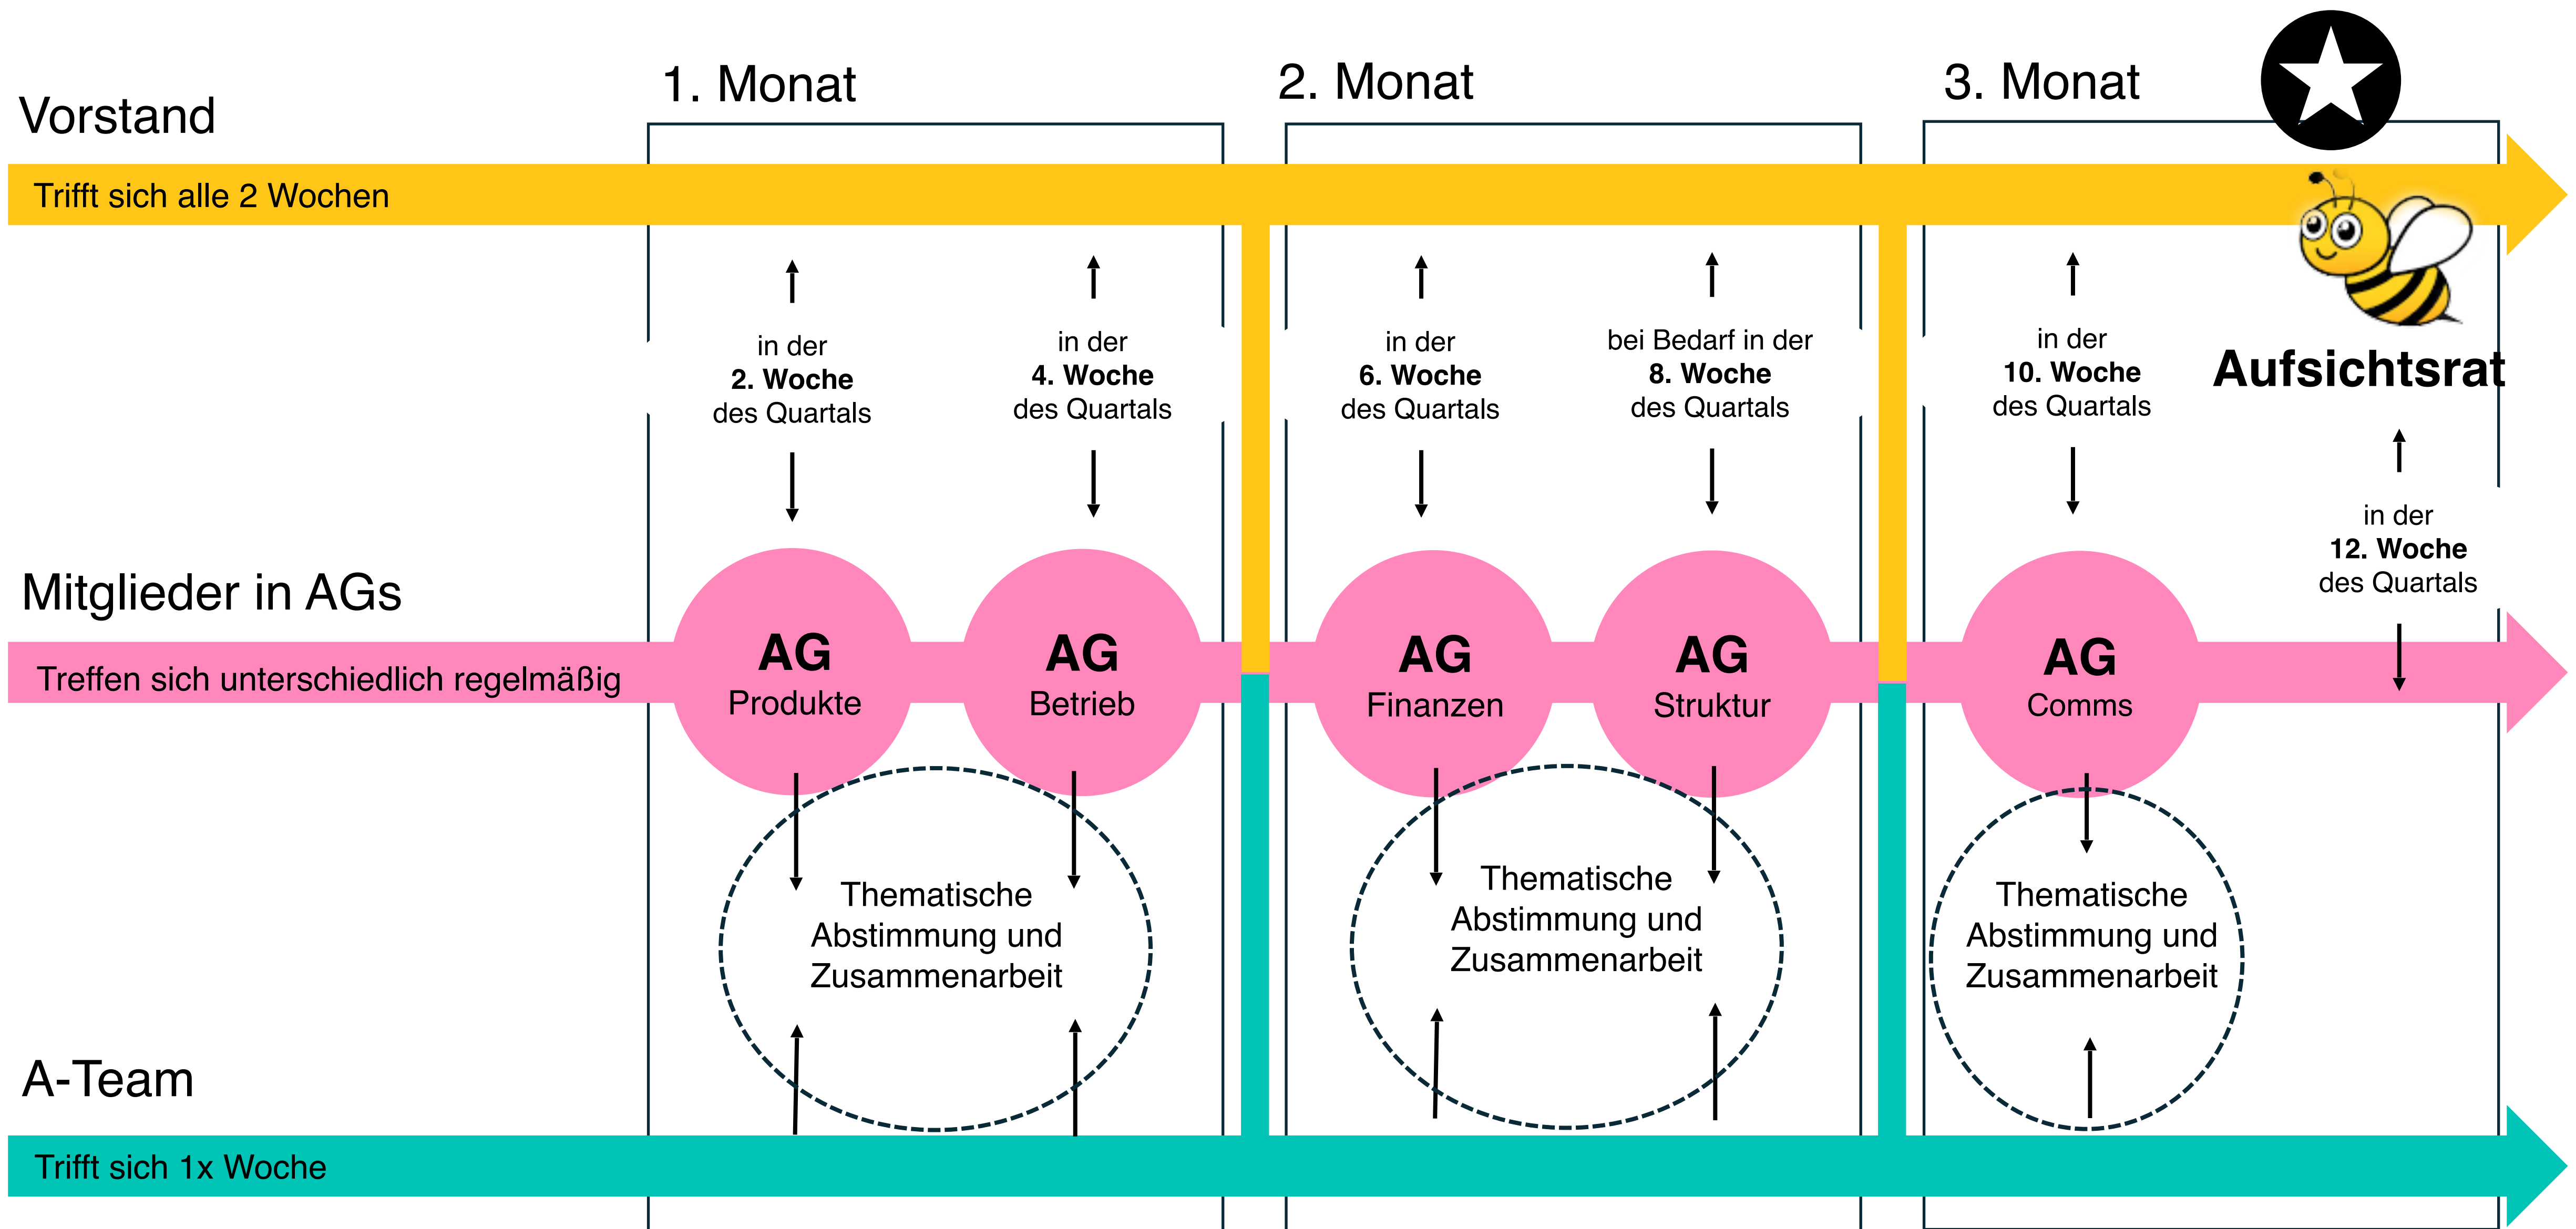 1. Monat
2. Monat
3. Monat
Vorstand
Trifft sich alle 2 Wochen
in der
2. Woche
des Quartals
in der
4. Woche
des Quartals
in der
6. Woche
des Quartals
bei Bedarf in der
8. Woche
des Quartals
in der
10. Woche
des Quartals
Aufsichtsrat
in der
12. Woche
des Quartals
Mitglieder in AGs
Treffen sich unterschiedlich regelmäßig
AG
Produkte
AG
Betrieb
AG
Finanzen
AG
Struktur
AG
Comms
Thematische
Abstimmung und
Zusammenarbeit
Thematische
Abstimmung und
Zusammenarbeit
Thematische
Abstimmung und
Zusammenarbeit
A-Team
Trifft sich 1x Woche